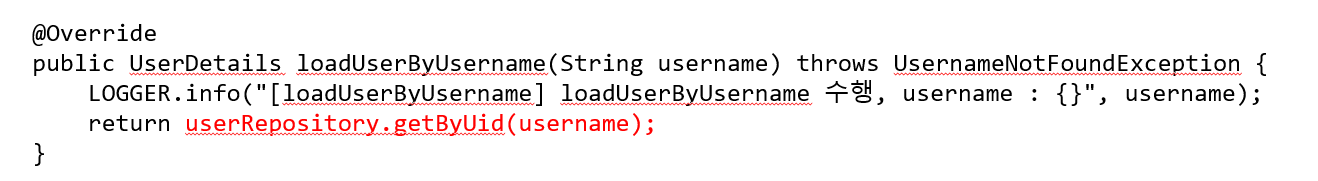 @Override
public UserDetails loadUserByUsername(String username) throws UsernameNotFoundException {
    LOGGER.info("[loadUserByUsername] loadUserByUsername 수행, username : {}", username);
    return userRepository.getByUid(username);
}